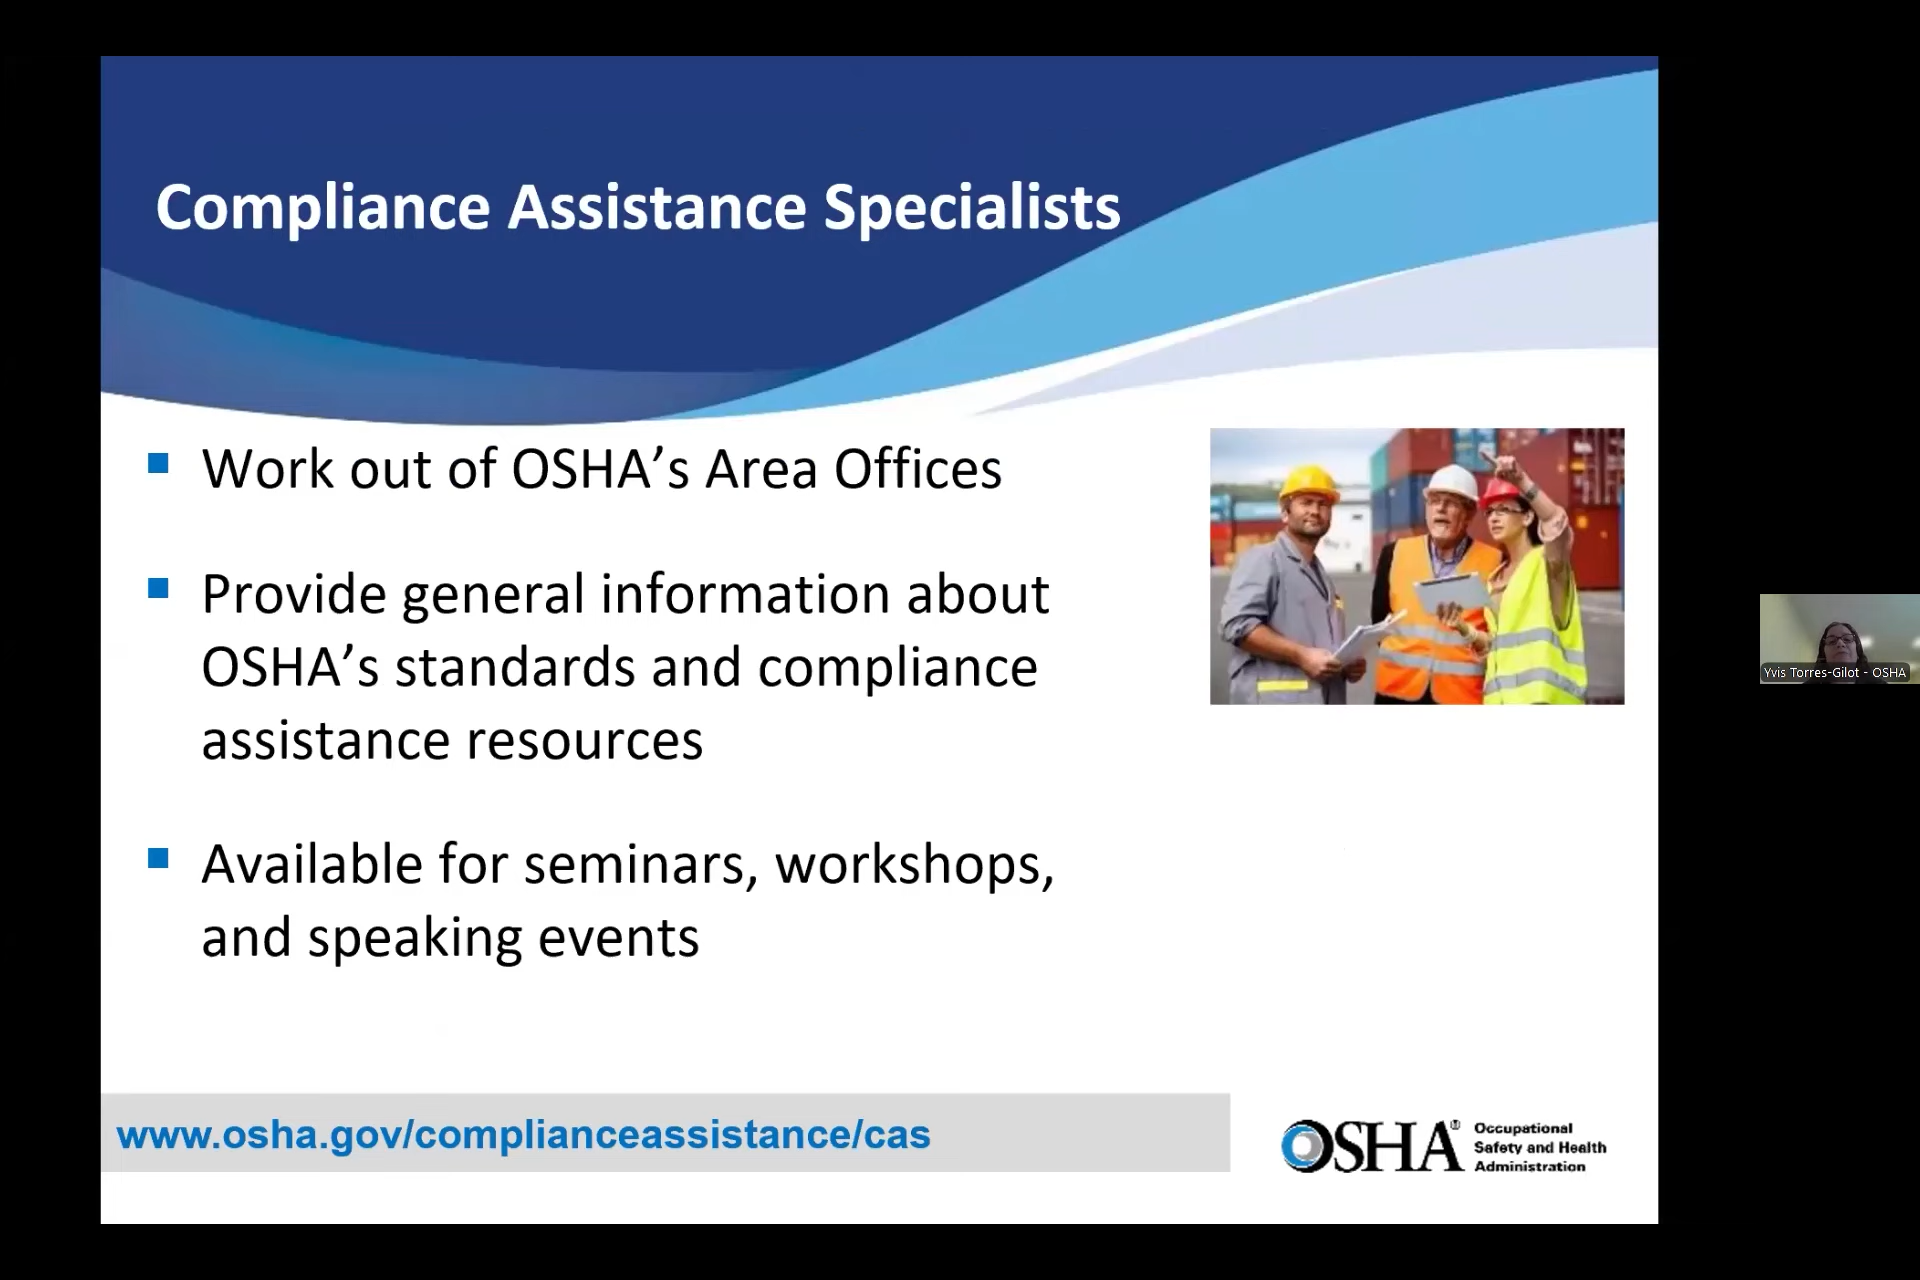 Compliance Assistance Specialists
Work out of OSHA’s Area Offices
Provide general information about
OSHA’s standards and compliance
assistance resources
Available for seminars, workshops,
and speaking events
www.osha.gov/complianceassistance/cas
OSHA® Occupational
Safety and Health
Administration
Yvis Torres-Gilot - OSHA